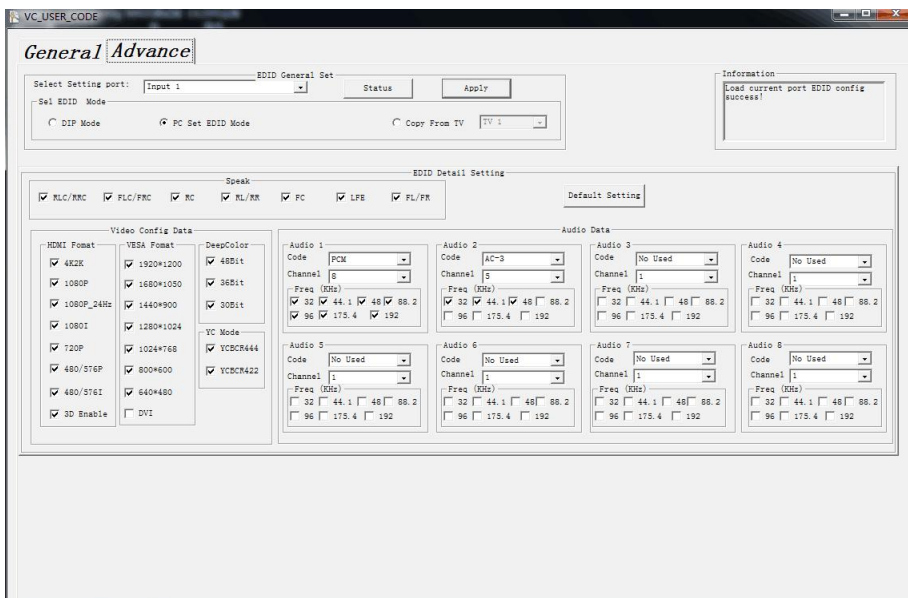 VC_USER_CODE
General Advance
EDID General Set
Select Setting port: Input 1 Status Apply
Sel EDID Mode
DIP Mode PC Set EDID Mode Copy From TV TV 1
Information
Load current port EDID config
success!
EDID Detail Setting
Speak
RLC/RRC FLC/FRC RC RL/RR FC LFE FL/FR
Default Setting
Video Config Data
HDMI Fomat
4K2K
1080P
1080P_24Hz
1080I
720P
480/576P
480/576I
3D Enable
VESA Fomat
1920*1200
1680*1050
1440*900
1280*1024
1024*768
800*600
640*480
DVI
DeepColor
48Bit
36Bit
30Bit
YC Mode
YCBCR444
YCBCR422
Audio Data
Audio 1
Code PCM
Channel 8
Freq (KHz)
32 44.1 48 88.2
96 175.4 192
Audio 2
Code AC-3
Channel 5
Freq (KHz)
32 44.1 48 88.2
96 175.4 192
Audio 3
Code No Used
Channel 1
Freq (KHz)
32 44.1 48 88.2
96 175.4 192
Audio 4
Code No Used
Channel 1
Freq (KHz)
32 44.1 48 88.2
96 175.4 192
Audio 5
Code No Used
Channel 1
Freq (KHz)
32 44.1 48 88.2
96 175.4 192
Audio 6
Code No Used
Channel 1
Freq (KHz)
32 44.1 48 88.2
96 175.4 192
Audio 7
Code No Used
Channel 1
Freq (KHz)
32 44.1 48 88.2
96 175.4 192
Audio 8
Code No Used
Channel 1
Freq (KHz)
32 44.1 48 88.2
96 175.4 192